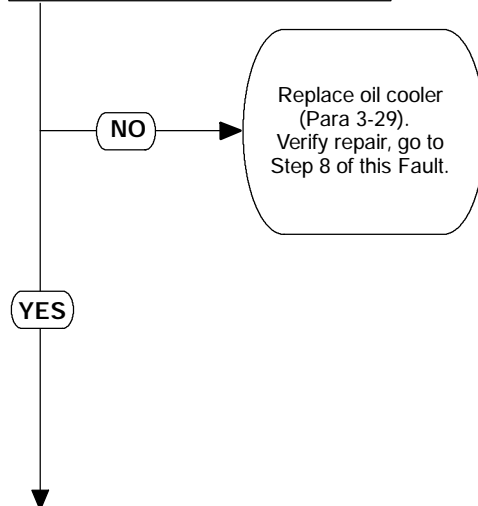 NO
Replace oil cooler
(Para 3-29).
Verify repair, go to
Step 8 of this Fault.
YES